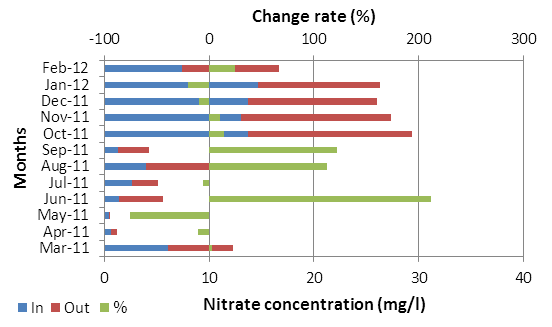 Change rate (%)
-100 0 100 200 300
Feb-12
Jan-12
Dec-11
Nov-11
Oct-11
Sep-11
Aug-11
Jul-11
Jun-11
May-11
Apr-11
Mar-11
Months
0 10 20 30 40
In Out % Nitrate concentration (mg/l)